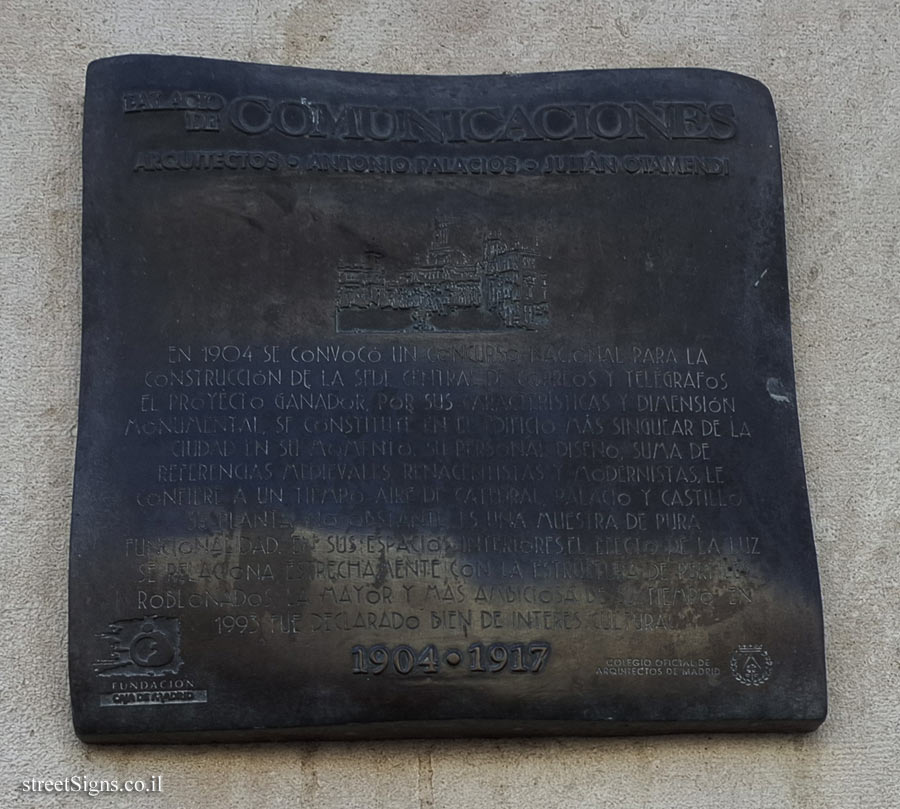 PALACIO DE COMUNICACIONES
ARQUITECTOS • ANTONIO PALACIOS • JULIÁN OTAMENDI
EN 1904 SE CONVOCÓ UN CONCURSO NACIONAL PARA LA
CONSTRUCCIÓN DE LA SEDE CENTRAL DE CORREOS Y TELÉGRAFOS
EL PROYECTO GANADOR, POR SUS CARACTERÍSTICAS Y DIMENSIÓN
MONUMENTAL, SE CONSTITUYE EN EL EDIFICIO MÁS SINGULAR DE LA
CIUDAD EN SU MOMENTO. SU PERSONAL DISEÑO, SUMA DE
REFERENCIAS MEDIEVALES, RENACENTISTAS Y MODERNISTAS, LE
CONFIERE A UN TIEMPO AIRE DE CATEDRAL, PALACIO Y CASTILLO
SU PLANTA, NO OBSTANTE, ES UNA MUESTRA DE PURA
FUNCIONALIDAD. EN SUS ESPACIOS INTERIORES EL EFECTO DE LA LUZ
SE RELACIONA ESTRECHAMENTE CON LA ESTRUCTURA DE PERFILES
ROBLONADOS, LA MAYOR Y MÁS AMBICIOSA DE SU TIEMPO. EN
1993 FUE DECLARADO BIEN DE INTERÉS CULTURAL
1904 • 1917
FUNDACIÓN
CAJA DE MADRID
COLEGIO OFICIAL DE
ARQUITECTOS DE MADRID
streetSigns.co.il